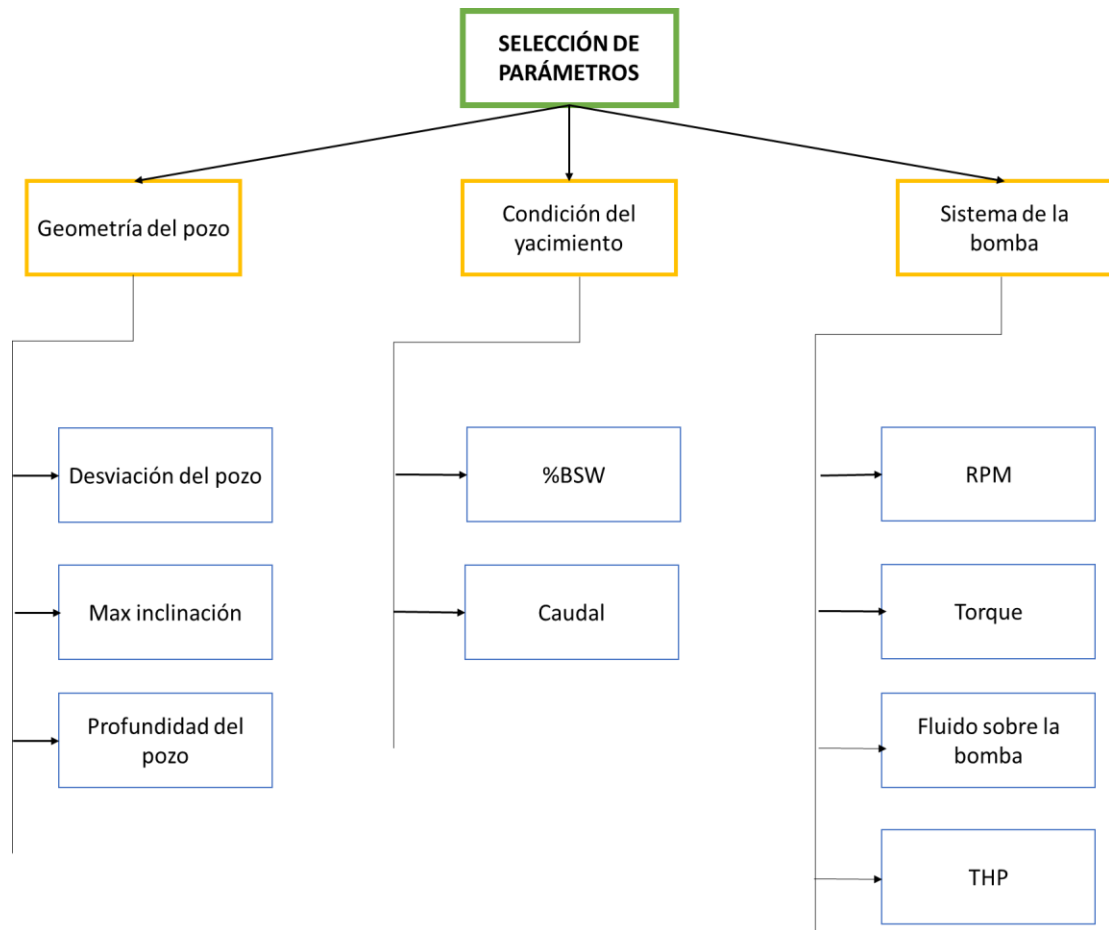 SELECCIÓN DE
PARÁMETROS
Geometría del pozo
Condición del
yacimiento
Sistema de la
bomba
Desviación del pozo
%BSW
RPM
Max inclinación
Caudal
Torque
Profundidad del
pozo
Fluido sobre la
bomba
THP